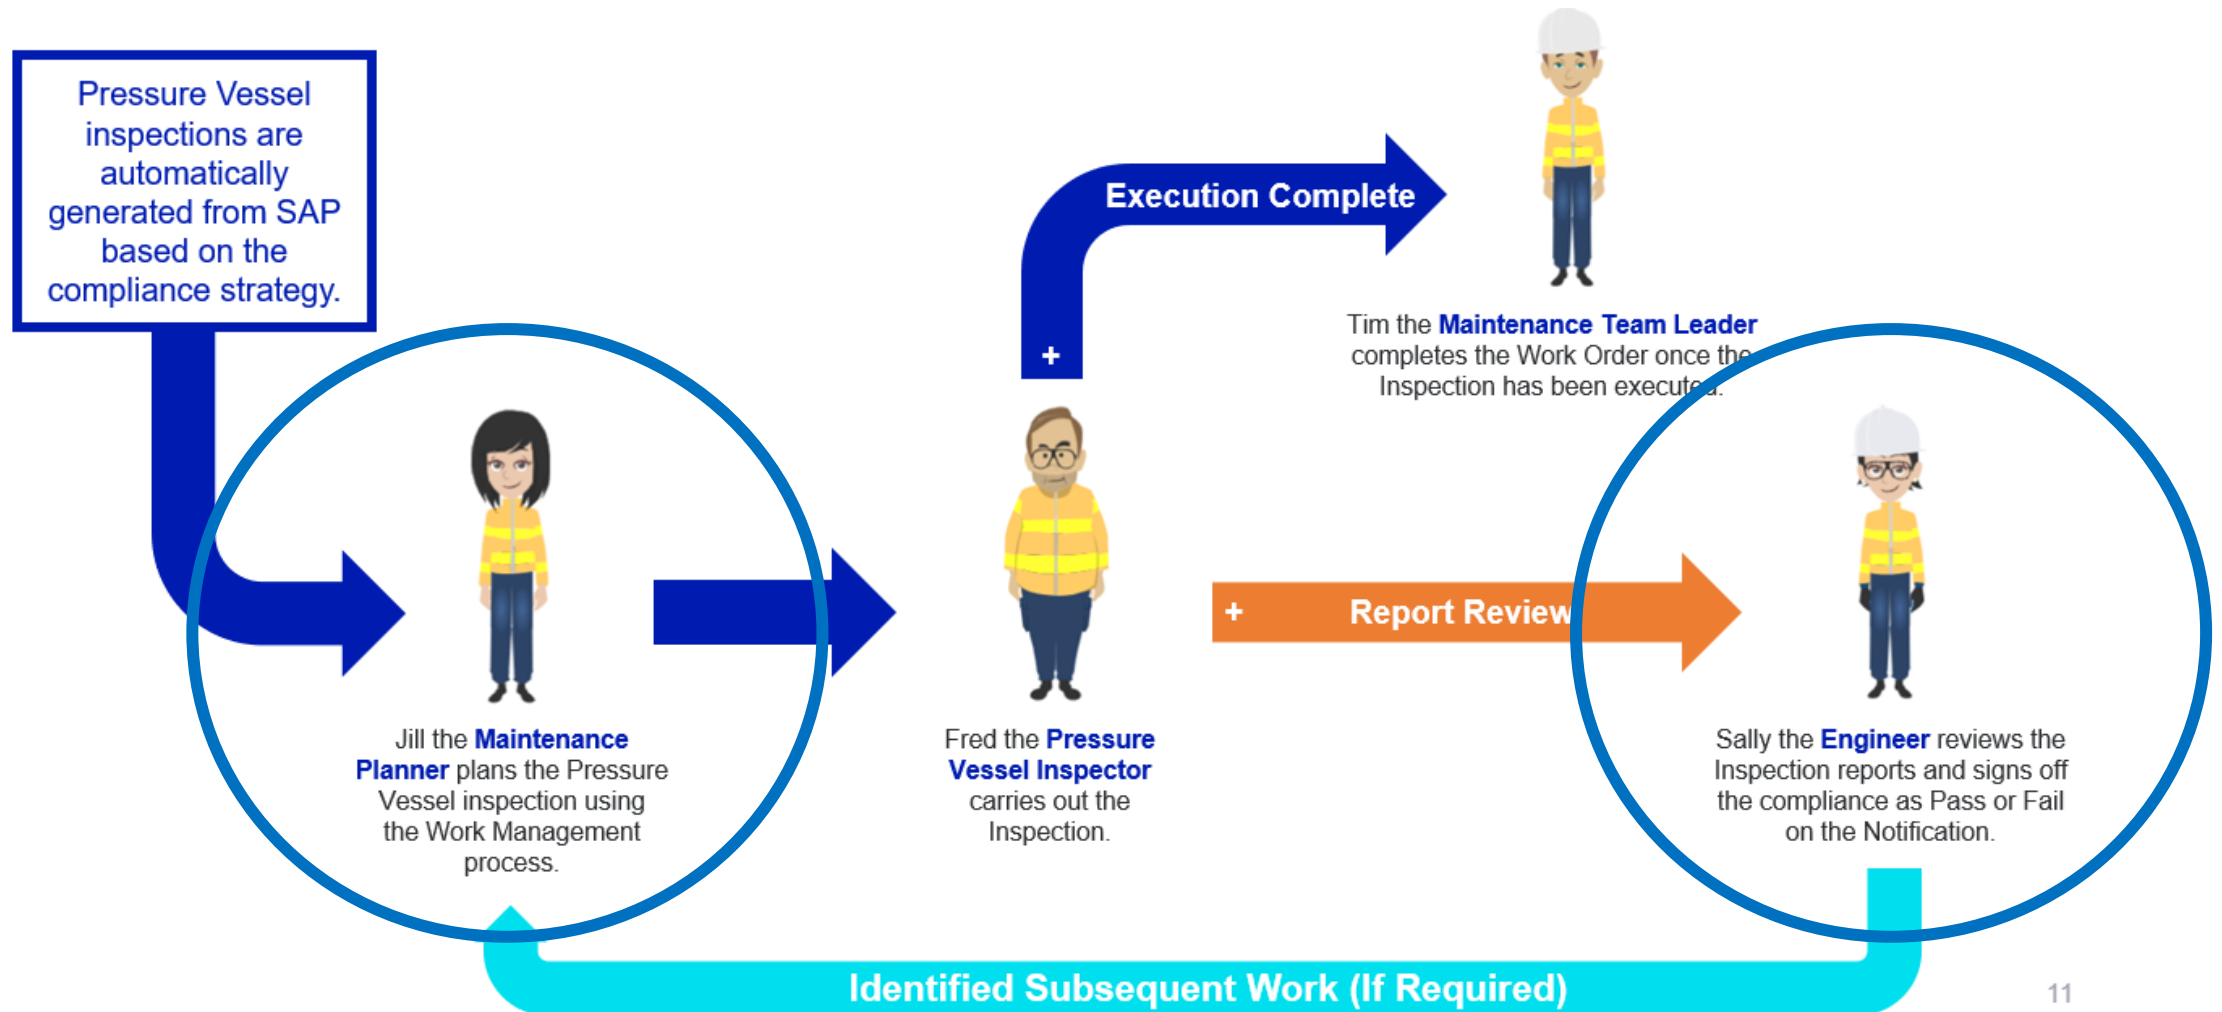 Pressure Vessel
inspections are
automatically
generated from SAP
based on the
compliance strategy.
Execution Complete
+
Tim the Maintenance Team Leader
completes the Work Order once the
Inspection has been executed.
Jill the Maintenance
Planner plans the Pressure
Vessel inspection using
the Work Management
process.
Fred the Pressure
Vessel Inspector
carries out the
Inspection.
+ Report Review
Sally the Engineer reviews the
Inspection reports and signs off
the compliance as Pass or Fail
on the Notification.
Identified Subsequent Work (If Required)
11